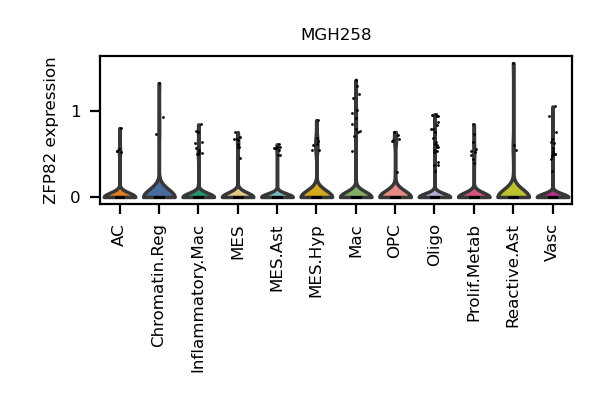 MGH258
ZFP82 expression
1
0
AC
Chromatin.Reg
Inflammatory.Mac
MES
MES.Ast
MES.Hyp
Mac
OPC
Oligo
Prolif.Metab
Reactive.Ast
Vasc